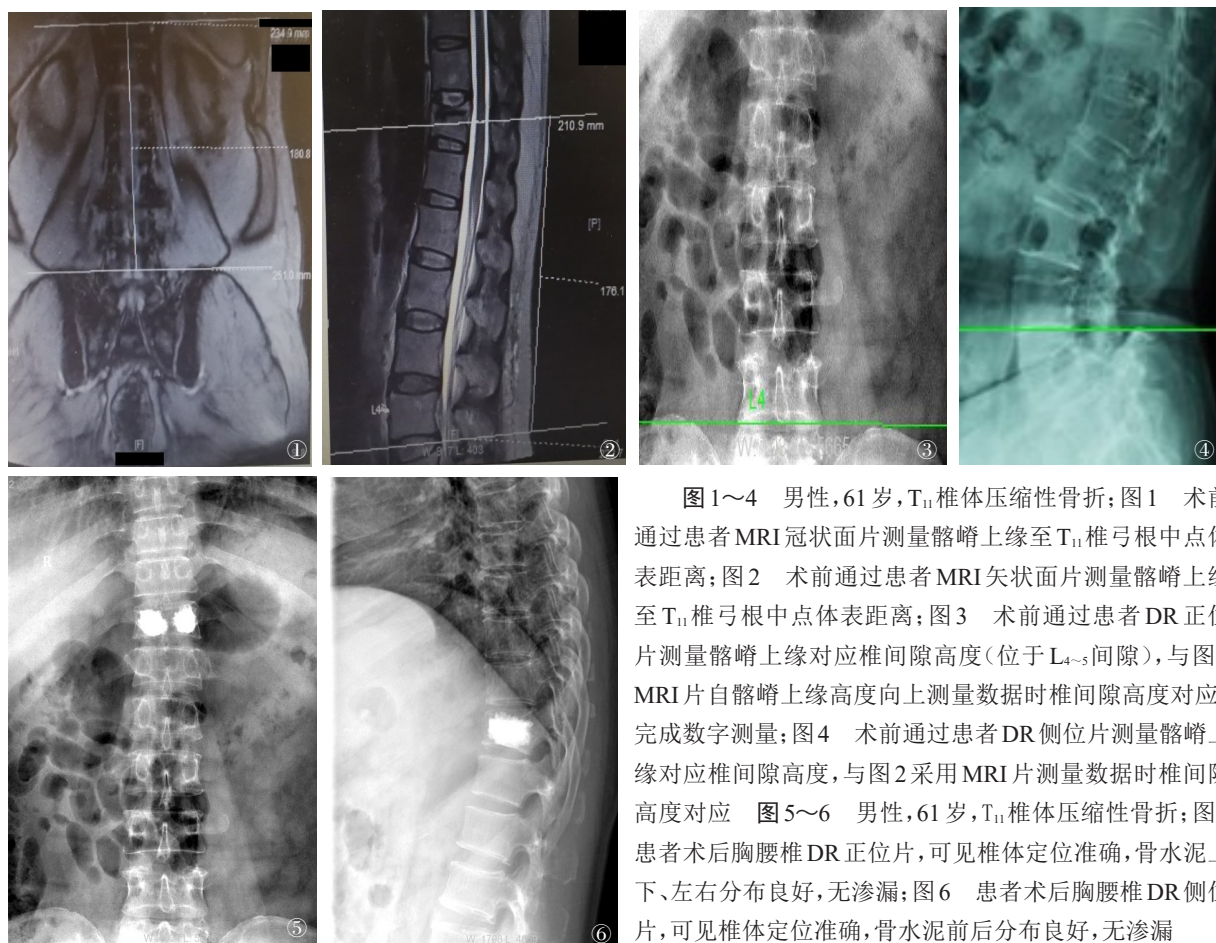 234.9 mm
180.8
[F]
①
210.9 mm
[P]
176.1
L4
②
L4
③
④
R
⑤
⑥
图1～4　男性,61岁,T₁₁椎体压缩性骨折;图1　术前
通过患者MRI冠状面片测量髂嵴上缘至T₁₁椎弓根中点体
表距离;图2　术前通过患者MRI矢状面片测量髂嵴上缘
至T₁₁椎弓根中点体表距离;图3　术前通过患者DR正位
片测量髂嵴上缘对应椎间隙高度(位于L₄~₅间隙),与图
MRI片自髂嵴上缘高度向上测量数据时椎间隙高度对应
完成数字测量;图4　术前通过患者DR侧位片测量髂嵴上
缘对应椎间隙高度,与图2采用MRI片测量数据时椎间隙
高度对应　图5～6　男性,61岁,T₁₁椎体压缩性骨折;图
患者术后胸腰椎DR正位片,可见椎体定位准确,骨水泥上
下、左右分布良好,无渗漏;图6　患者术后胸腰椎DR侧位
片,可见椎体定位准确,骨水泥前后分布良好,无渗漏